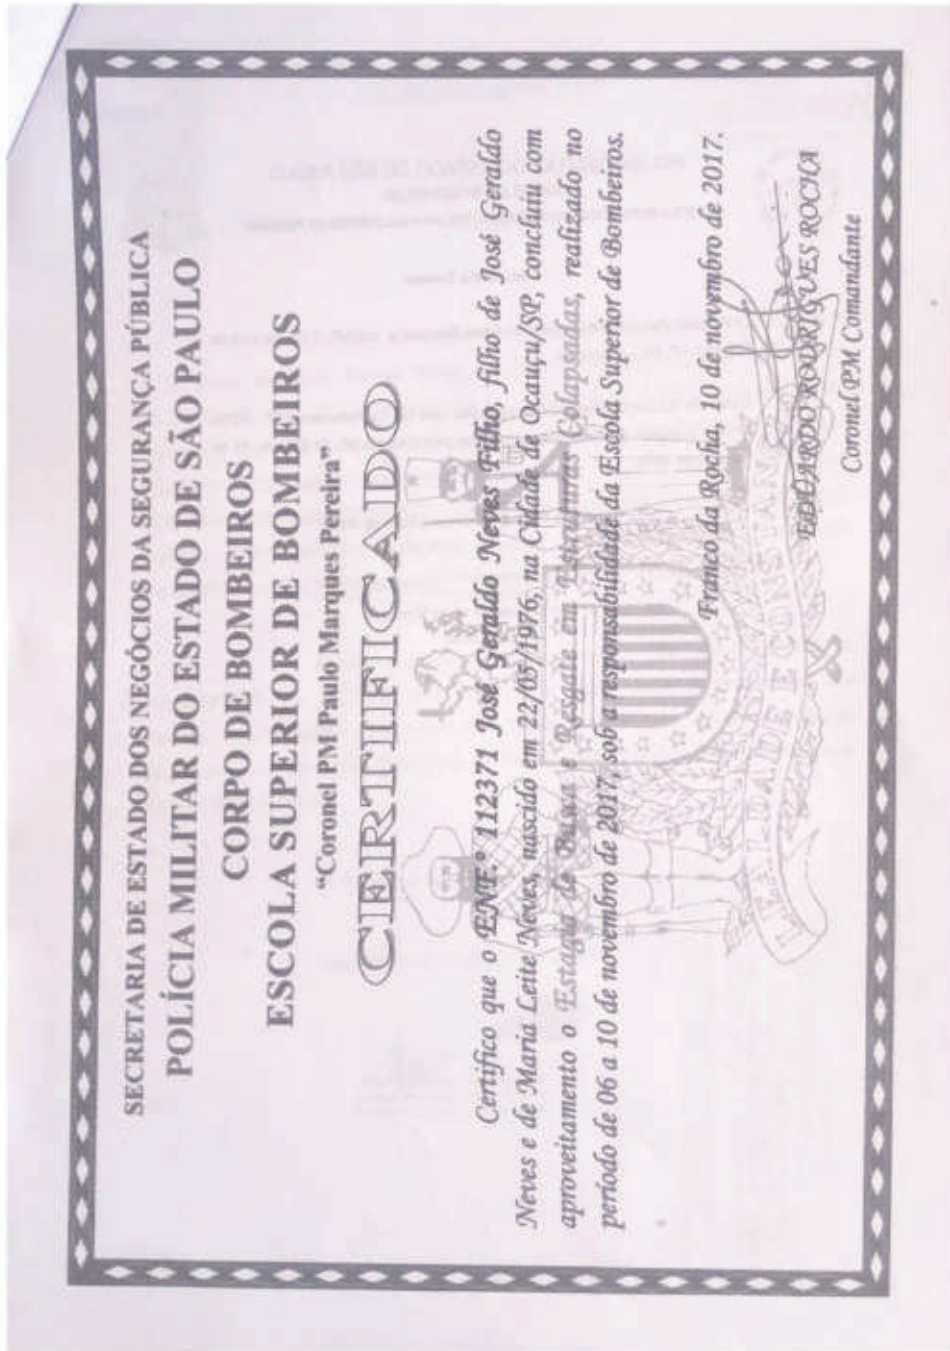 SECRETARIA DE ESTADO DOS NEGÓCIOS DA SEGURANÇA PÚBLICA
POLÍCIA MILITAR DO ESTADO DE SÃO PAULO
CORPO DE BOMBEIROS
ESCOLA SUPERIOR DE BOMBEIROS
“Coronel PM Paulo Marques Pereira”
CERTIFICADO
Certifico que o ENF.º 112371 José Geraldo Neves Filho, filho de José Geraldo
Neves e de Maria Leite Neves, nascido em 22/05/1976, na Cidade de Ocauçu/SP, concluiu com
aproveitamento o Estágio de Busca e Resgate em Estruturas Colapsadas, realizado no
período de 06 a 10 de novembro de 2017, sob a responsabilidade da Escola Superior de Bombeiros.
Franco da Rocha, 10 de novembro de 2017.
EDUARDO RODRIGUES ROCHA
Coronel PM Comandante
LEALDADE E CONSTÂN